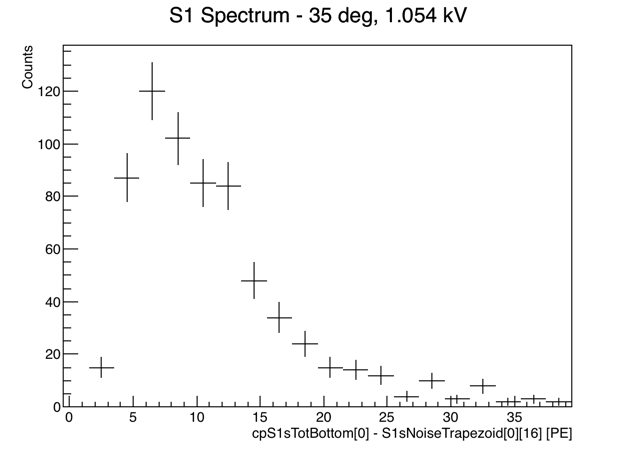 S1 Spectrum - 35 deg, 1.054 kV
Counts
120
100
80
60
40
20
0
0 5 10 15 20 25 30 35
cpS1sTotBottom[0] - S1sNoiseTrapezoid[0][16] [PE]